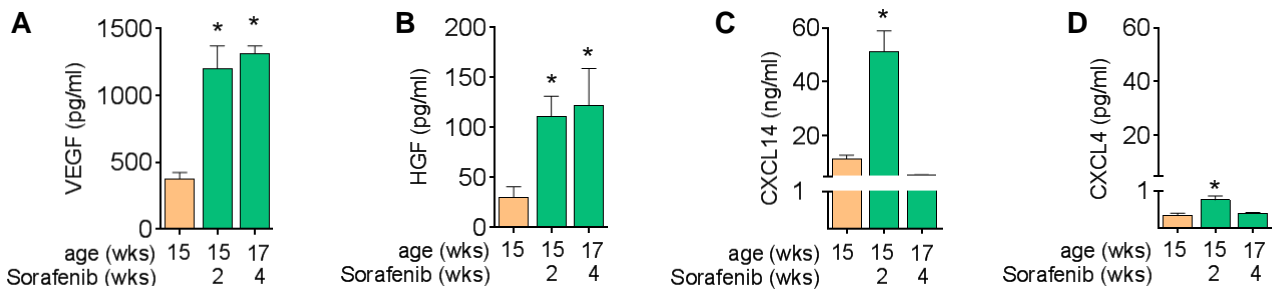 A
VEGF (pg/ml)
1500
1000
500
0
* *
age (wks) 15 15 17
Sorafenib (wks) 2 4
B
HGF (pg/ml)
200
150
100
50
0
* *
age (wks) 15 15 17
Sorafenib (wks) 2 4
C
CXCL14 (ng/ml)
60
40
20
1
*
age (wks) 15 15 17
Sorafenib (wks) 2 4
D
CXCL4 (pg/ml)
60
40
20
1
*
age (wks) 15 15 17
Sorafenib (wks) 2 4